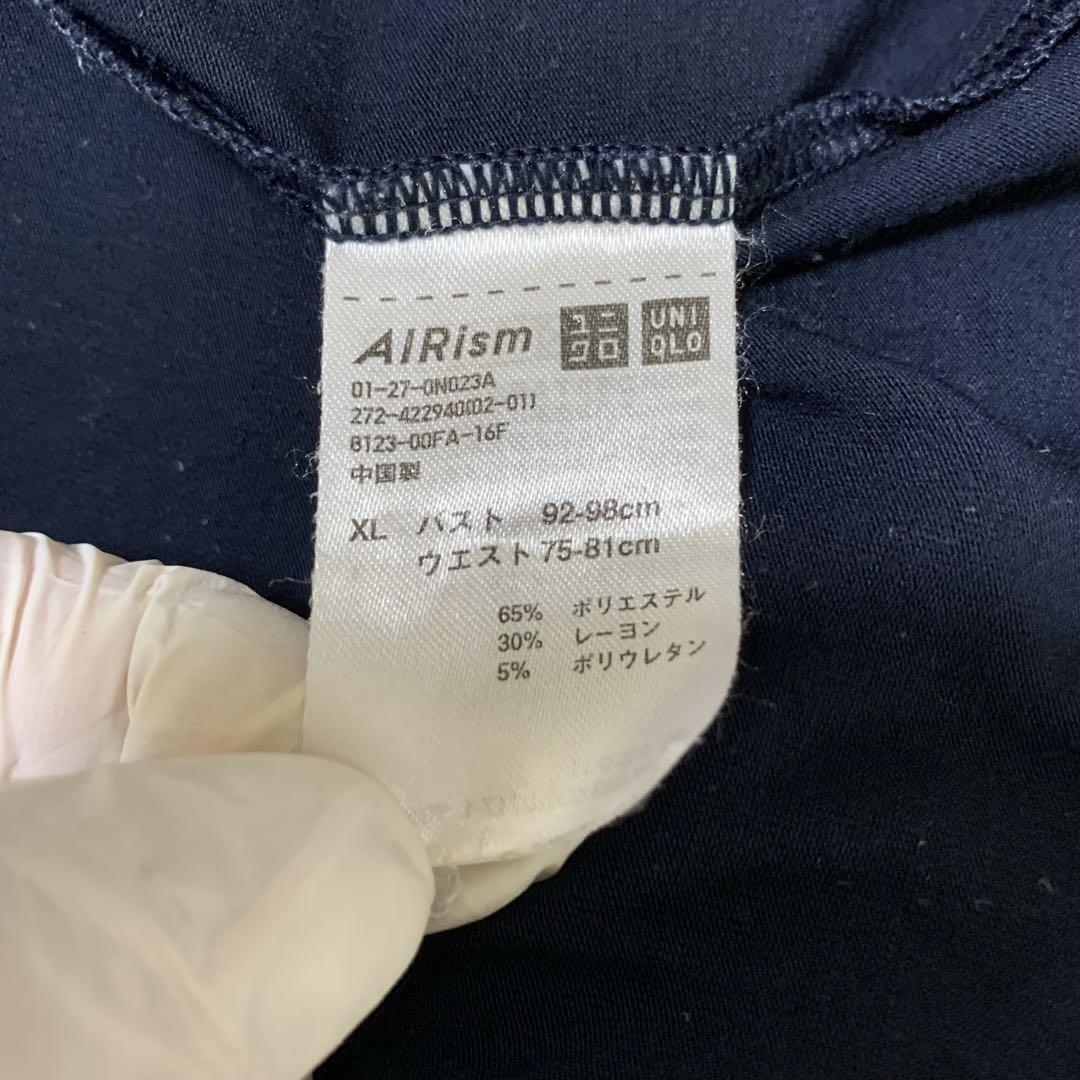 AIRism ユニクロ UNIQLO
01-27-0N023A
272-422940(02-01)
8123-00FA-16F
中国製
XL バスト 92-98cm
ウエスト 75-81cm
65% ポリエステル
30% レーヨン
5% ポリウレタン